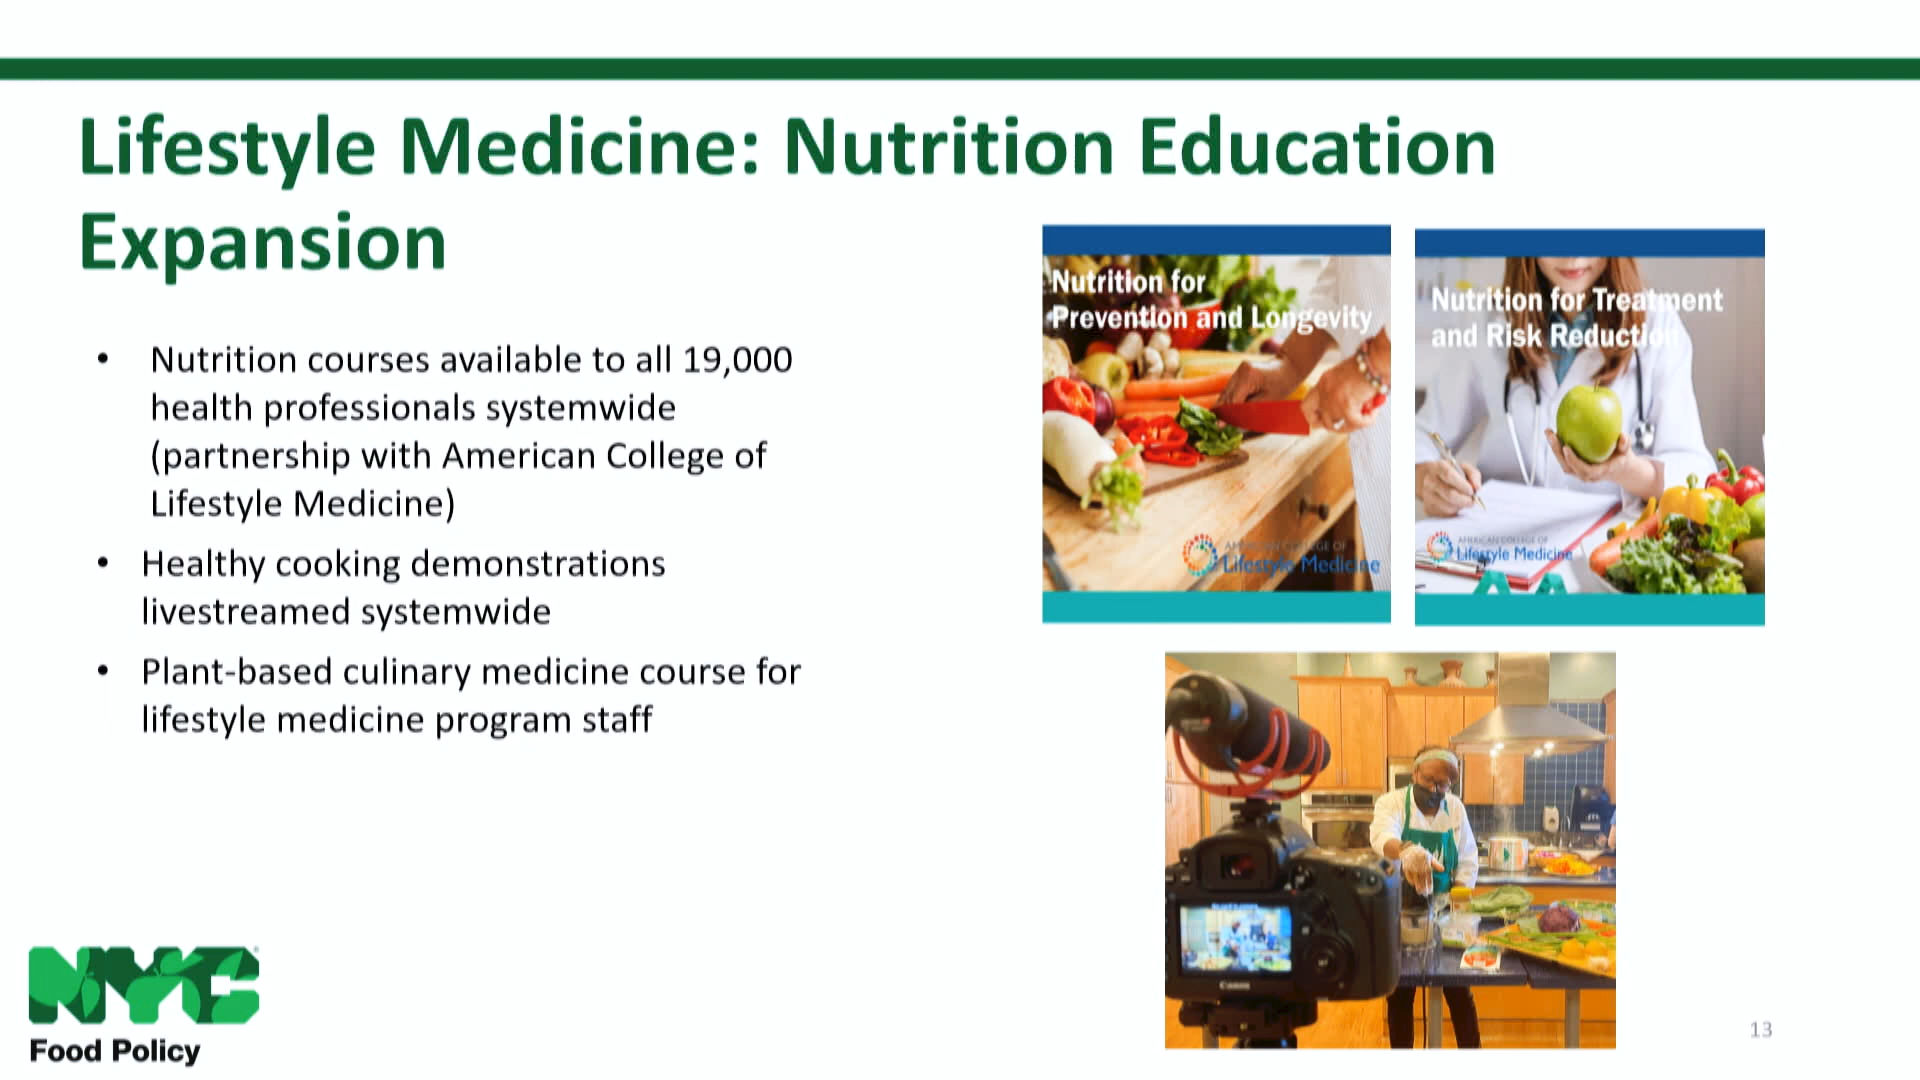 Lifestyle Medicine: Nutrition Education
Expansion
• Nutrition courses available to all 19,000
health professionals systemwide
(partnership with American College of
Lifestyle Medicine)
• Healthy cooking demonstrations
livestreamed systemwide
• Plant-based culinary medicine course for
lifestyle medicine program staff
Nutrition for
Prevention and Longevity
AMERICAN COLLEGE OF
Lifestyle Medicine
Nutrition for Treatment
and Risk Reduction
AMERICAN COLLEGE OF
Lifestyle Medicine
Canon
NYC
Food Policy
13